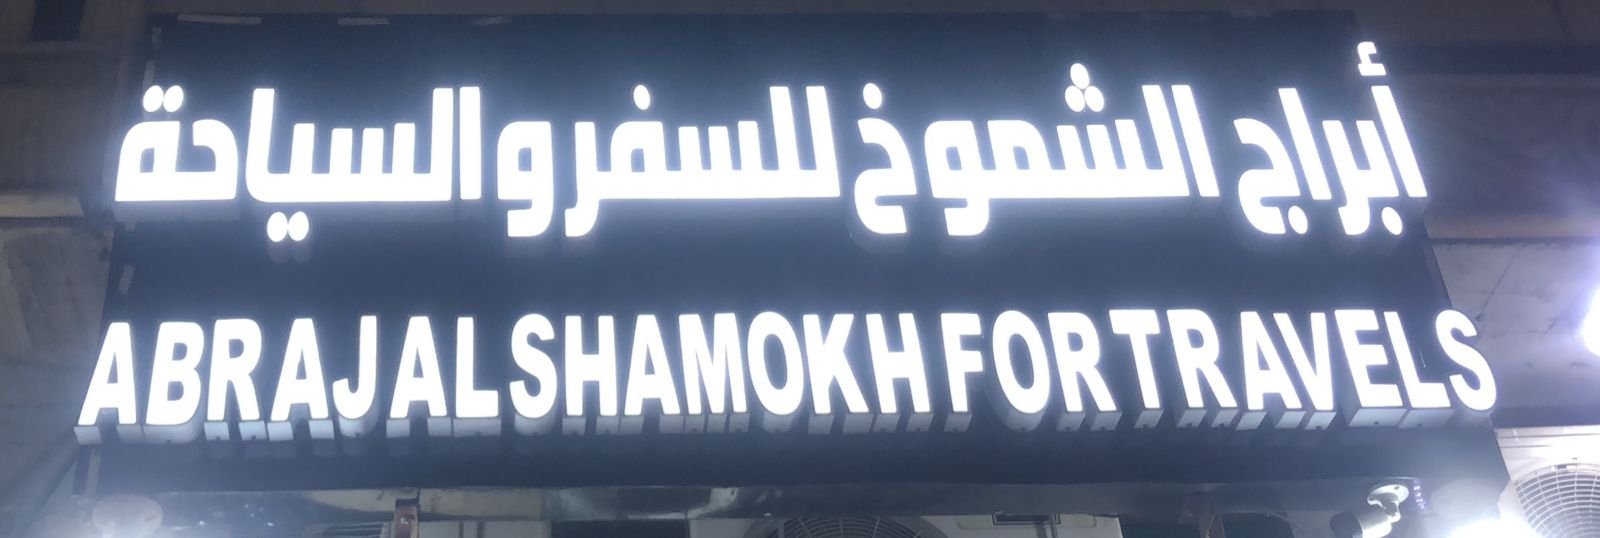 أبراج الشموخ للسفر والسياحة
ABRAJ AL SHAMOKH FOR TRAVELS